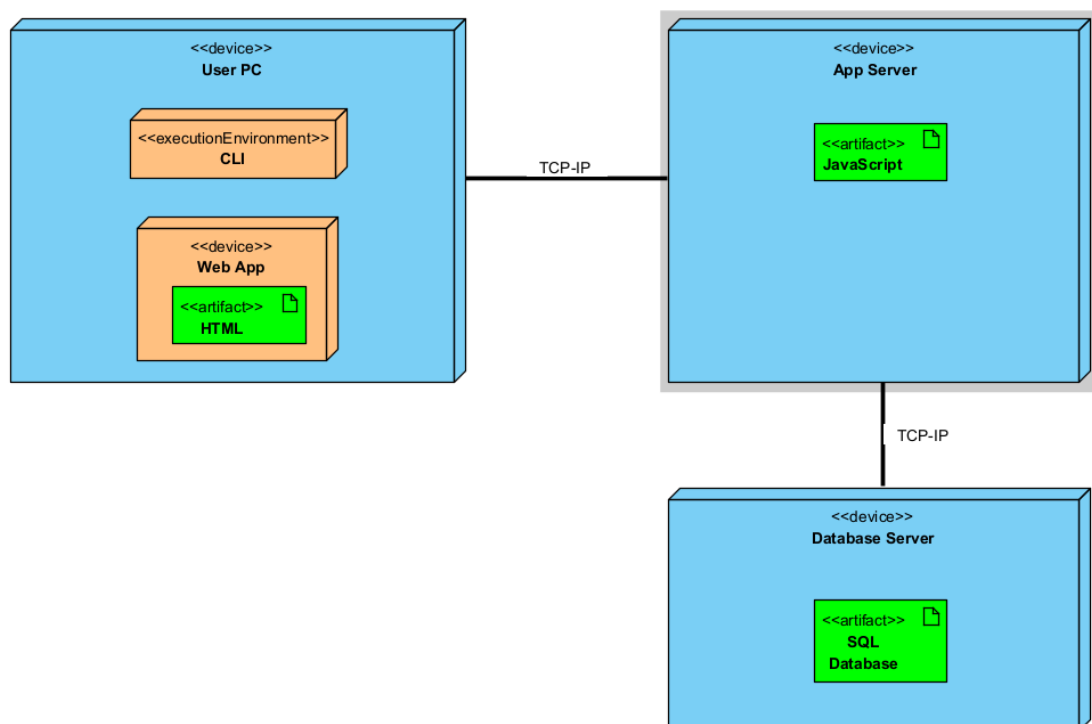 <<device>>
User PC
<<executionEnvironment>>
CLI
<<device>>
Web App
<<artifact>>
HTML
TCP-IP
<<device>>
App Server
<<artifact>>
JavaScript
TCP-IP
<<device>>
Database Server
<<artifact>>
SQL
Database